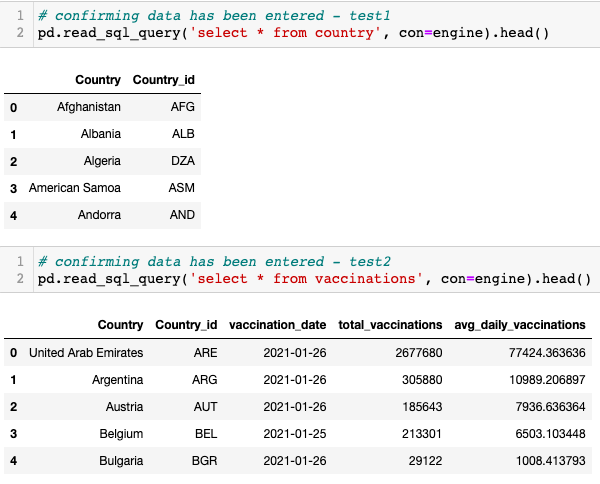 1 # confirming data has been entered - test1
2 pd.read_sql_query('select * from country', con=engine).head()
Country Country_id
0 Afghanistan AFG
1 Albania ALB
2 Algeria DZA
3 American Samoa ASM
4 Andorra AND
1 # confirming data has been entered - test2
2 pd.read_sql_query('select * from vaccinations', con=engine).head()
Country Country_id vaccination_date total_vaccinations avg_daily_vaccinations
0 United Arab Emirates ARE 2021-01-26 2677680 77424.363636
1 Argentina ARG 2021-01-26 305880 10989.206897
2 Austria AUT 2021-01-26 185643 7936.636364
3 Belgium BEL 2021-01-25 213301 6503.103448
4 Bulgaria BGR 2021-01-26 29122 1008.413793